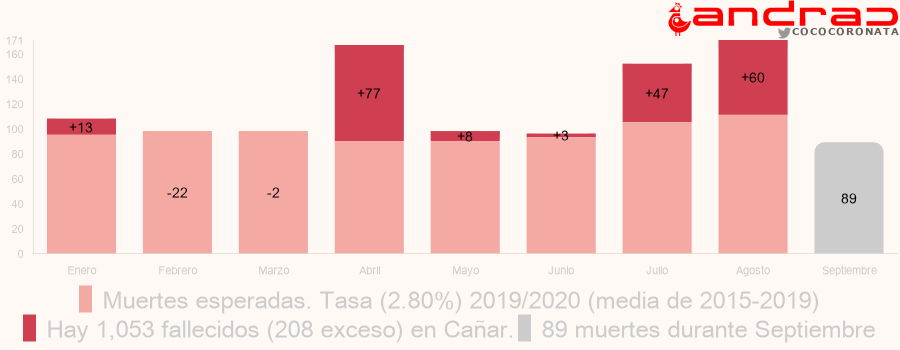 andrac
COCOCORONATA
171
160
140
120
100
80
60
40
20
0
+13
-22
-2
+77
+8
+3
+47
+60
89
Enero
Febrero
Marzo
Abril
Mayo
Junio
Julio
Agosto
Septiembre
Muertes esperadas. Tasa (2.80%) 2019/2020 (media de 2015-2019)
Hay 1,053 fallecidos (208 exceso) en Cañar. 89 muertes durante Septiembre